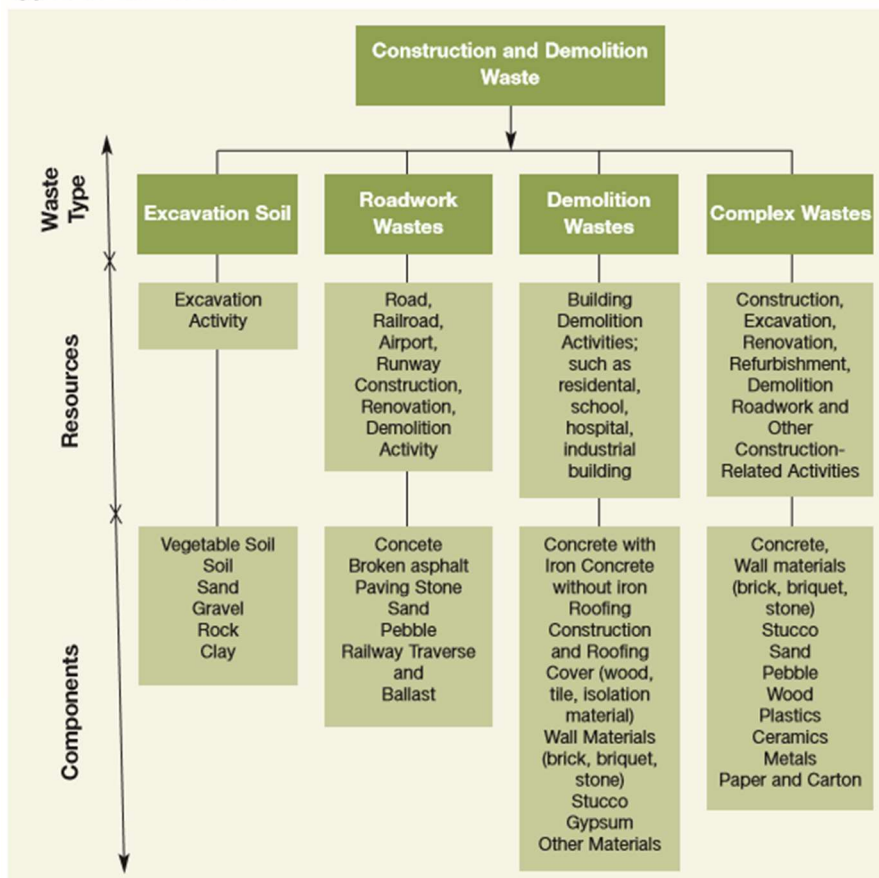 Construction and Demolition
Waste
Waste
Type
Excavation Soil
Roadwork
Wastes
Demolition
Wastes
Complex Wastes
Resources
Excavation
Activity
Road,
Railroad,
Airport,
Runway
Construction,
Renovation,
Demolition
Activity
Building
Demolition
Activities;
such as
residental,
school,
hospital,
industrial
building
Construction,
Excavation,
Renovation,
Refurbishment,
Demolition
Roadwork and
Other
Construction-
Related Activities
Components
Vegetable Soil
Soil
Sand
Gravel
Rock
Clay
Concete
Broken asphalt
Paving Stone
Sand
Pebble
Railway Traverse
and
Ballast
Concrete with
Iron Concrete
without iron
Roofing
Construction
and Roofing
Cover (wood,
tile, isolation
material)
Wall Materials
(brick, briquet,
stone)
Stucco
Gypsum
Other Materials
Concrete,
Wall materials
(brick, briquet,
stone)
Stucco
Sand
Pebble
Wood
Plastics
Ceramics
Metals
Paper and Carton